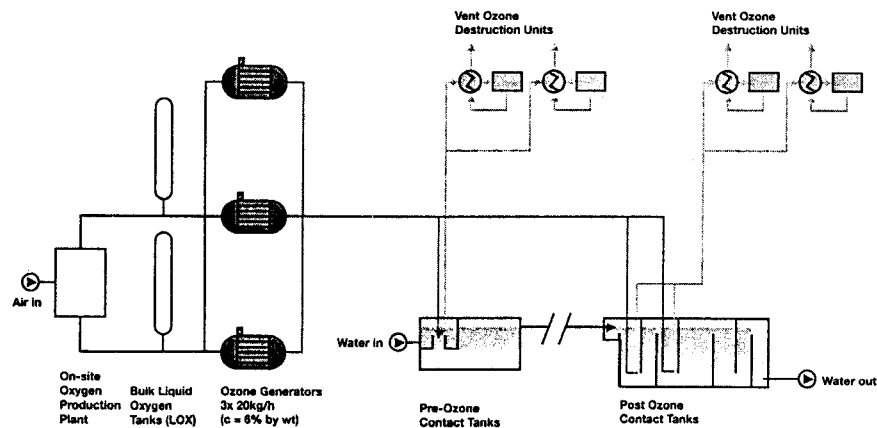 Vent Ozone
Destruction Units
Vent Ozone
Destruction Units
Air in
Water in
Water out
On-site
Oxygen
Production
Plant
Bulk Liquid
Oxygen
Tanks (LOX)
Ozone Generators
3x 20kg/h
(c = 6% by wt)
Pre-Ozone
Contact Tanks
Post Ozone
Contact Tanks